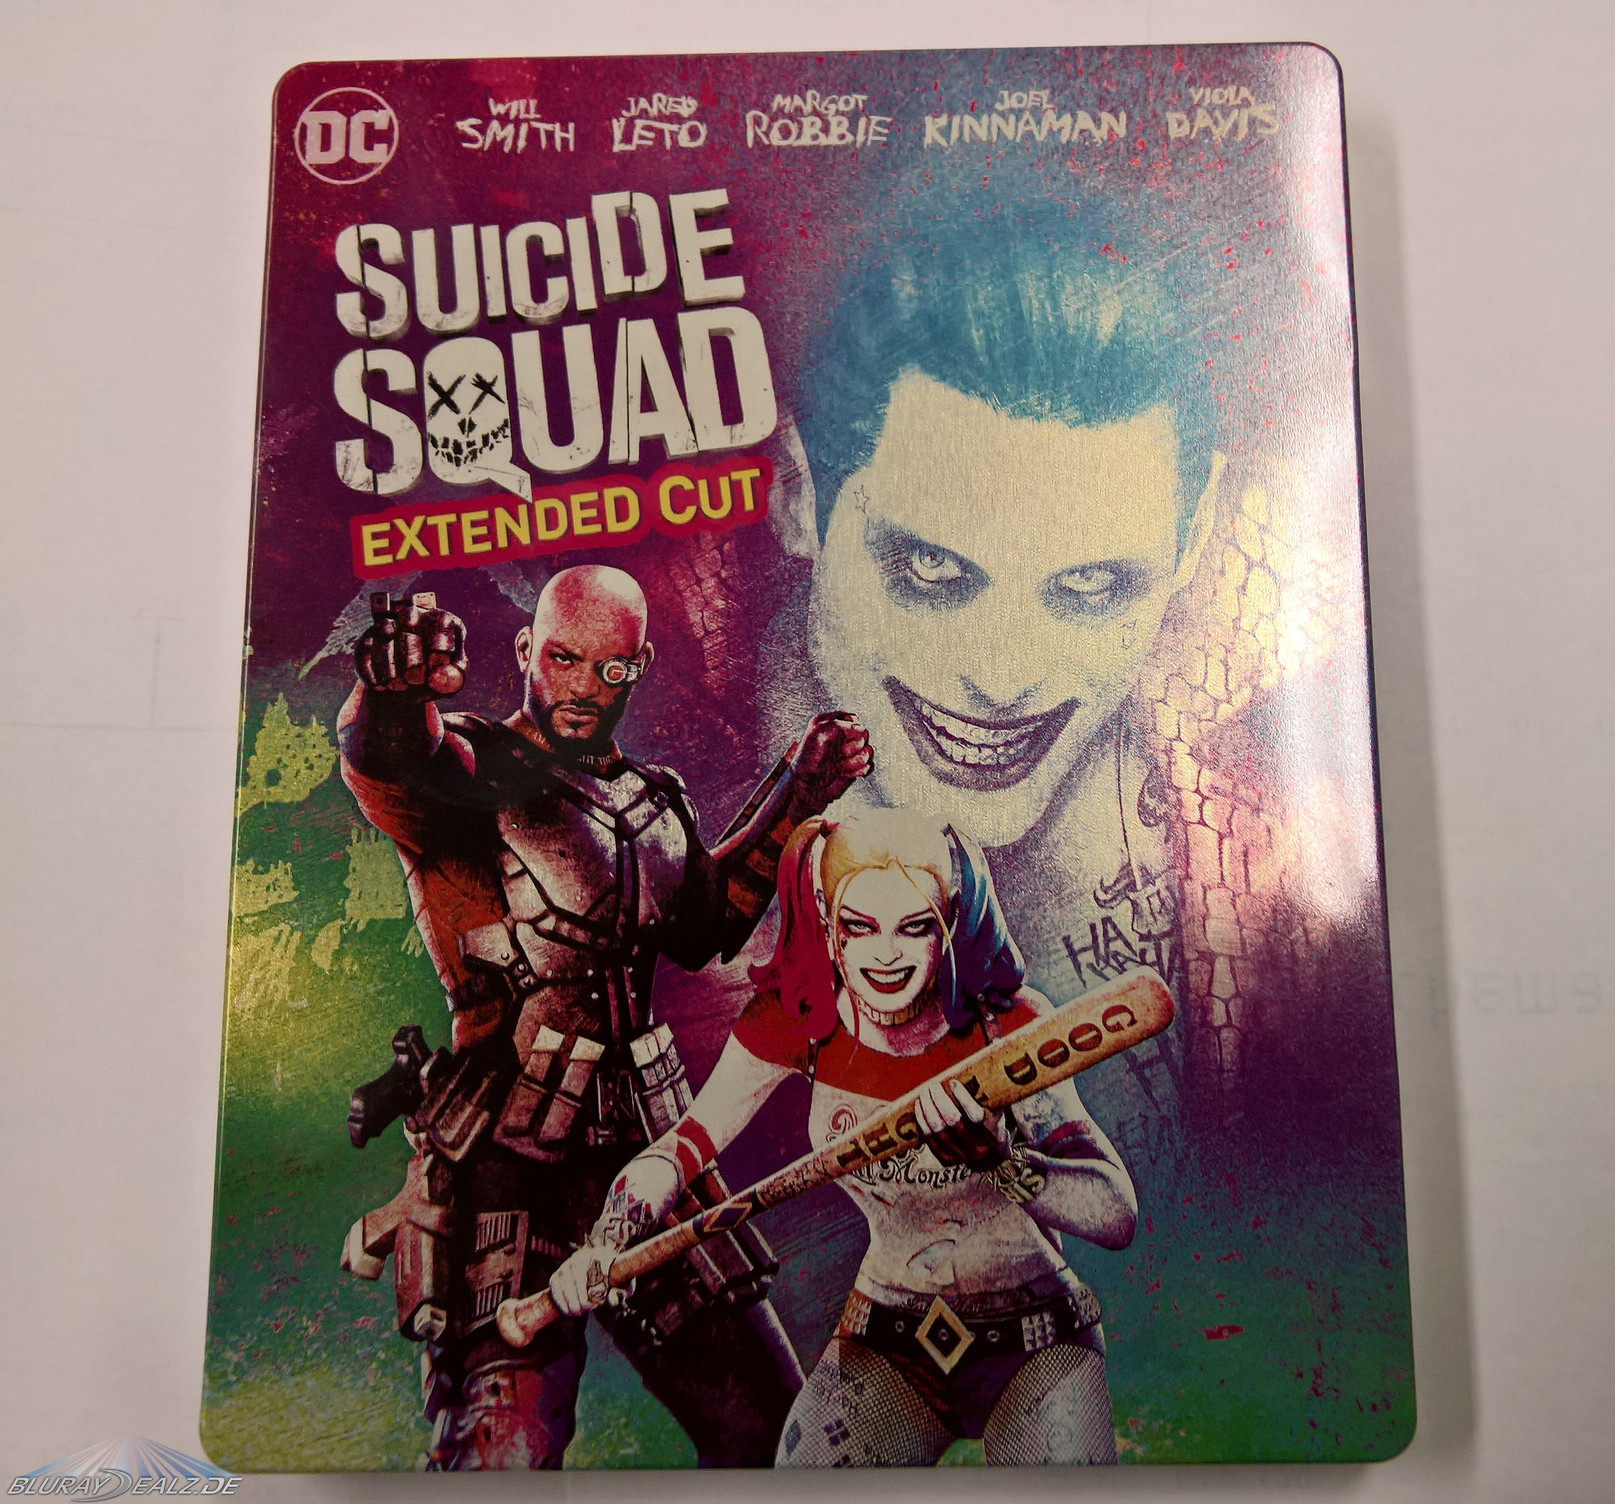 DC
WILL SMITH
JARED LETO
MARGOT ROBBIE
JOEL KINNAMAN
VIOLA DAVIS
SUICIDE
SQUAD
EXTENDED CUT
HA
GOOD NIGHT
Monster
BLURAYDEALZ.DE